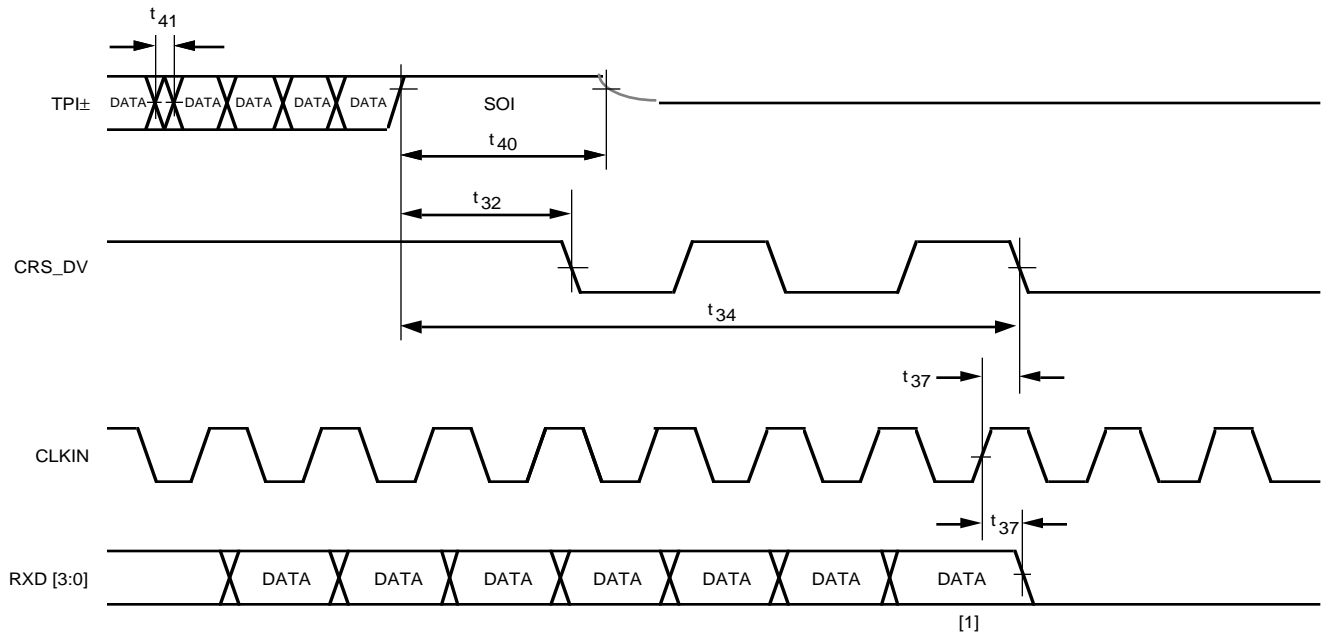 t41
TPI± DATA DATA DATA DATA DATA SOI
t40
t32
CRS_DV
t34
t37
CLKIN
t37
RXD [3:0] DATA DATA DATA DATA DATA DATA DATA
[1]